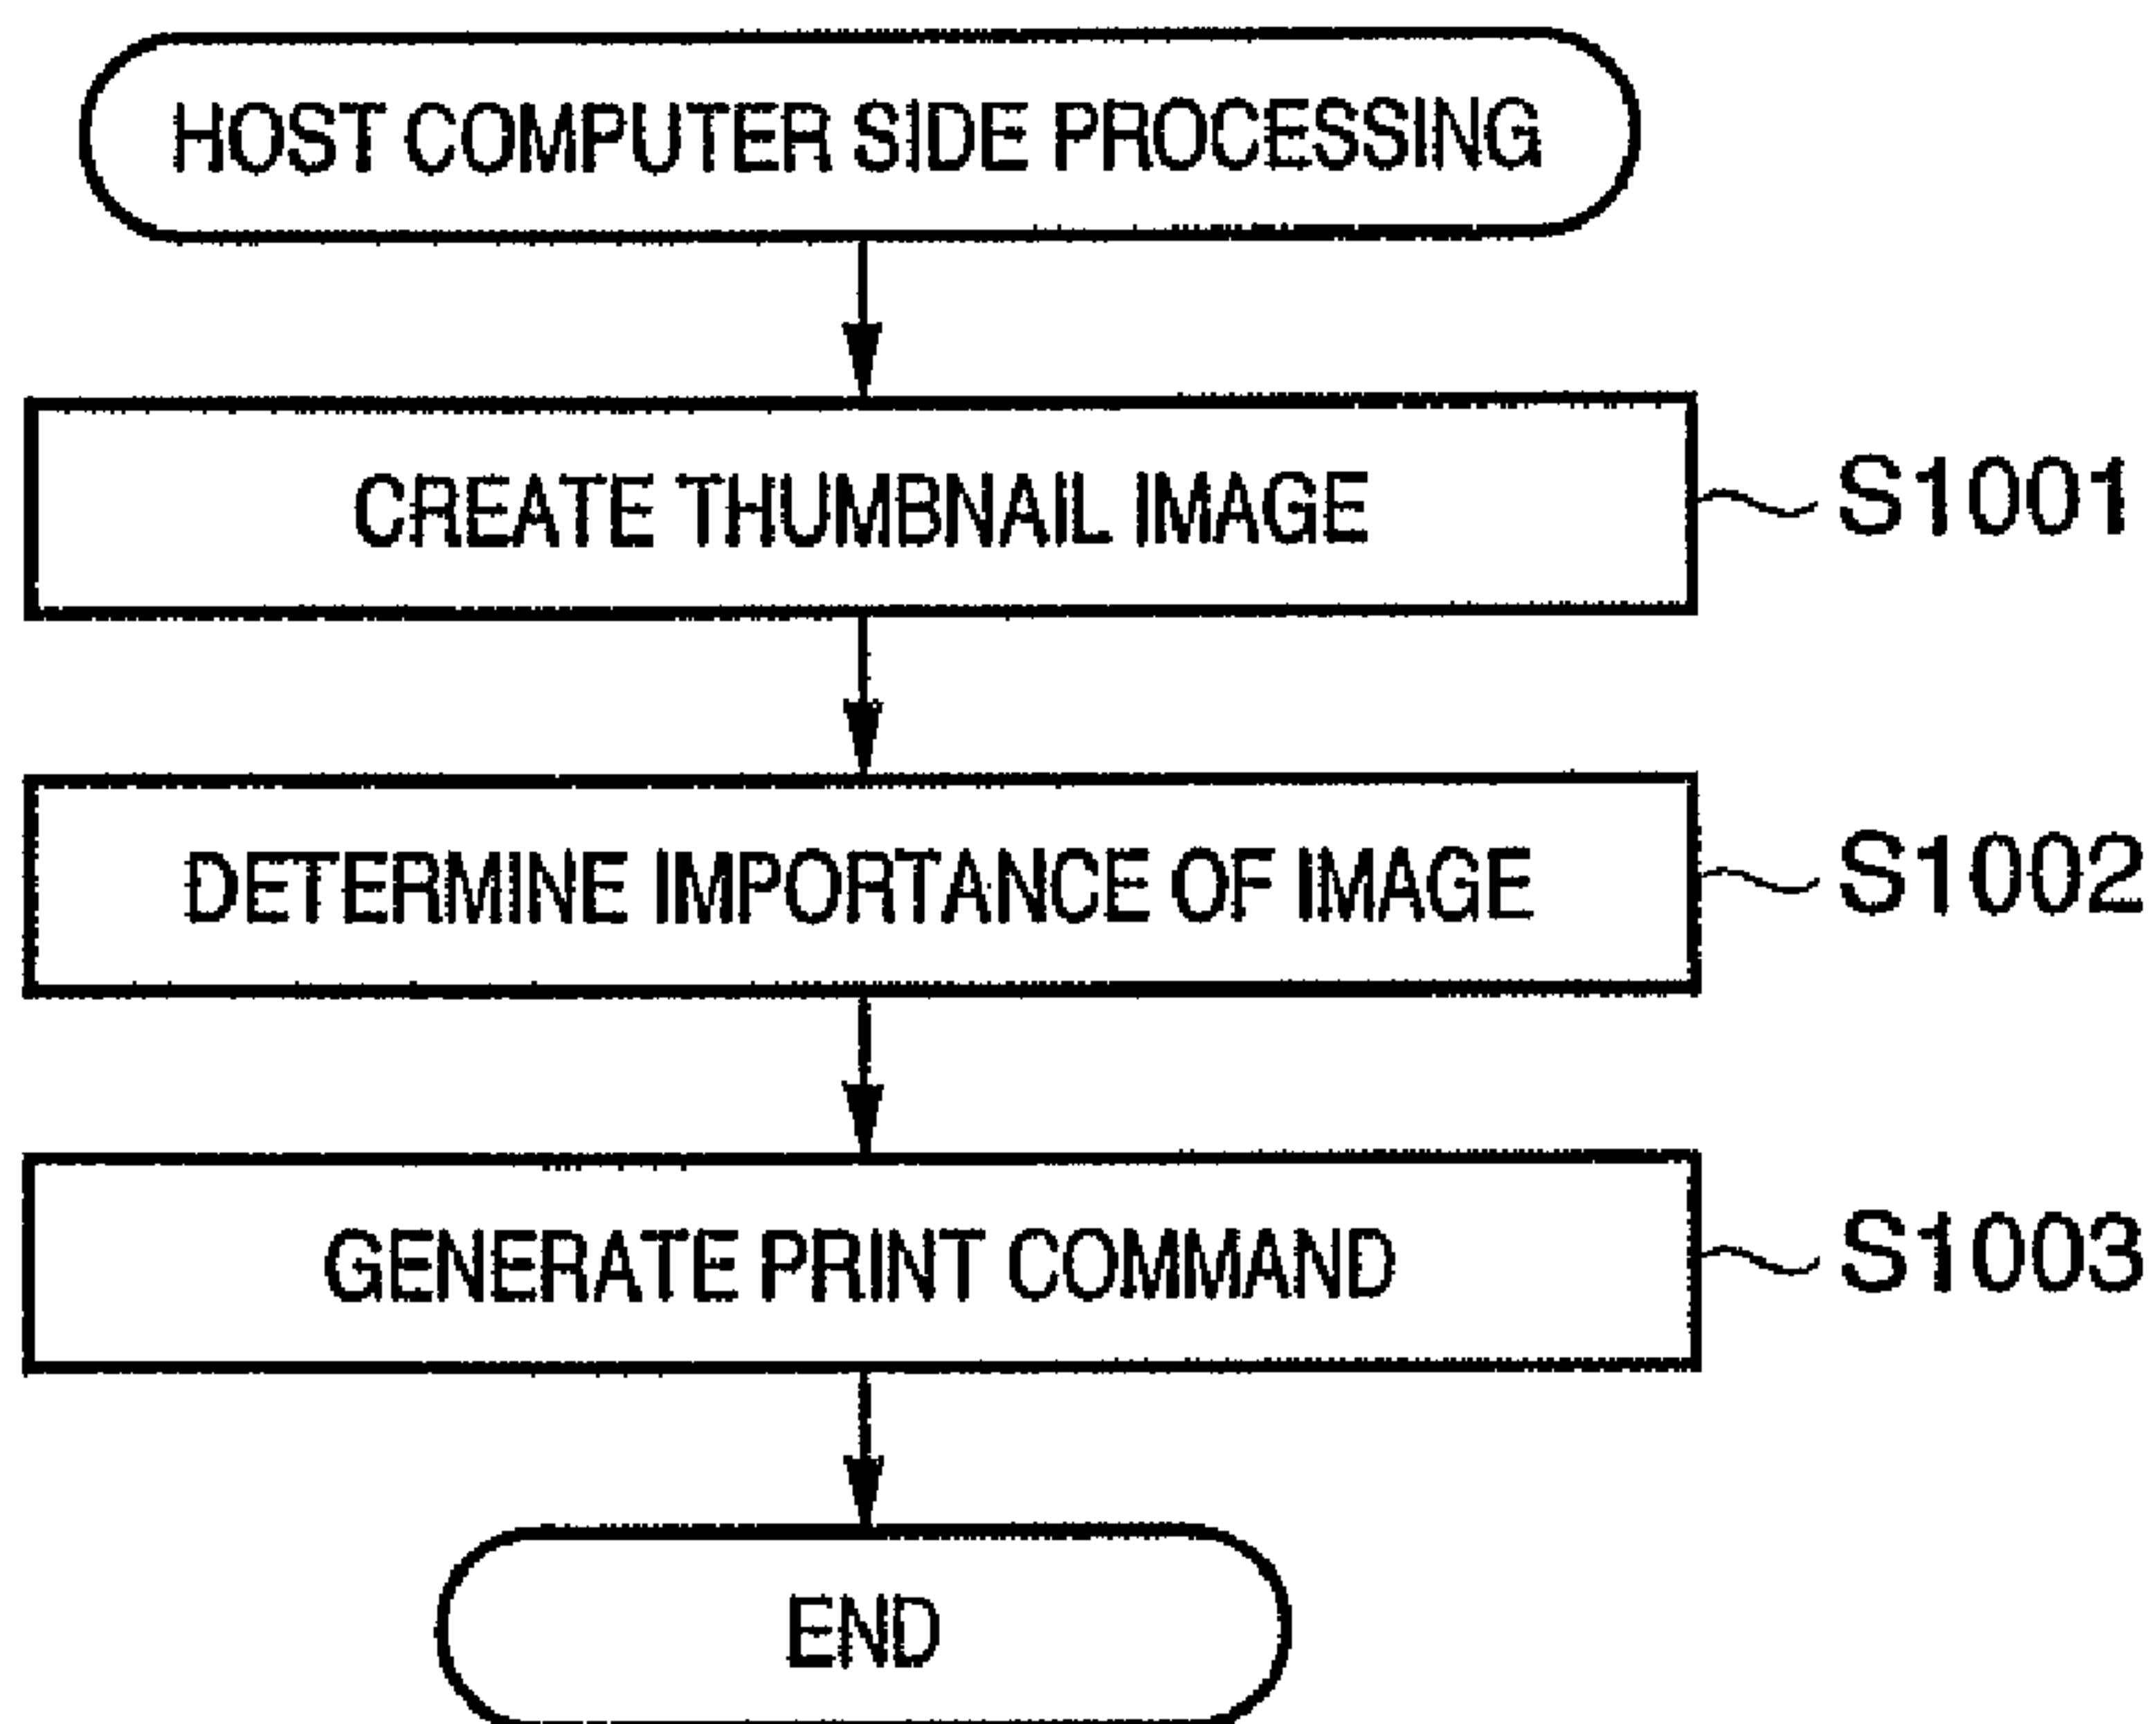 HOST COMPUTER SIDE PROCESSING
CREATE THUMBNAIL IMAGE
S1001
DETERMINE IMPORTANCE OF IMAGE
S1002
GENERATE PRINT COMMAND
S1003
END